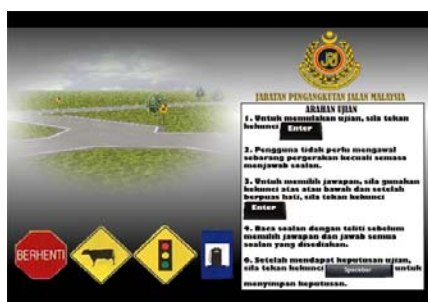 JPJ
JABATAN PENGANGKUTAN JALAN MALAYSIA
ARAHAN UJIAN
1. Untuk memulakan ujian, sila tekan
kekunci Enter
2. Pengguna tidak perlu mengawal
sebarang pergerakan kecuali semasa
menjawab soalan.
3. Untuk memilih jawapan, sila gunakan
kekunci atas atau bawah dan setelah
berpuas hati, sila tekan kekunci
Enter
4. Baca soalan dengan teliti sebelum
memilih jawapan dan jawab semua
soalan yang disediakan.
6. Setelah mendapat keputusan ujian,
sila tekan kekunci Spacebar untuk
menyimpan keputusan.
BERHENTI